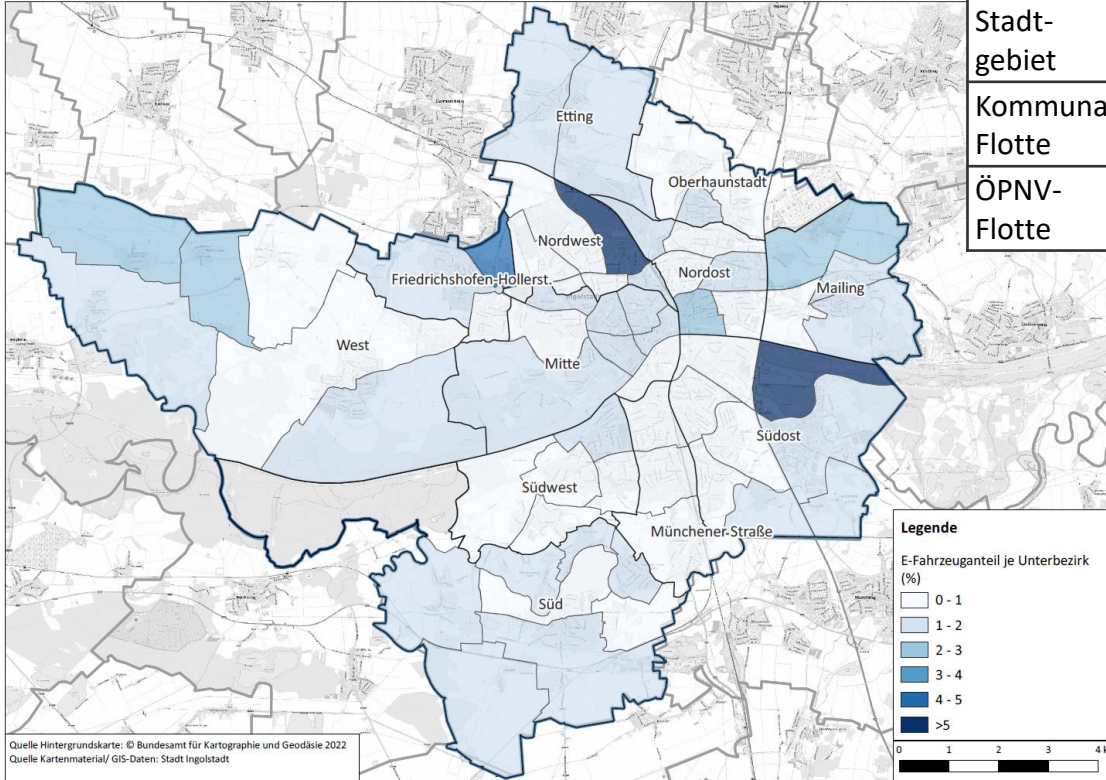 Stadt-
gebiet
Kommuna
Flotte
ÖPNV-
Flotte
Etting
Oberhaunstadt
Nordwest
Nordost
Friedrichshofen-Hollerst.
Mailing
Ingolstadt
West
Mitte
Südost
Südwest
Münchener Straße
Süd
Legende
E-Fahrzeuganteil je Unterbezirk
(%)
0 - 1
1 - 2
2 - 3
3 - 4
4 - 5
>5
0 1 2 3 4 k
Quelle Hintergrundkarte: © Bundesamt für Kartographie und Geodäsie 2022
Quelle Kartenmaterial/ GIS-Daten: Stadt Ingolstadt